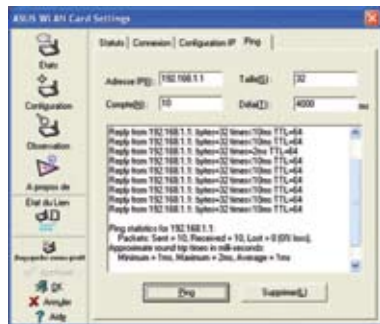 ASUS WLAN Card Settings
Statuts
Connexion
Configuration IP
Ping
Etats
Configuration
Observation
A propos de
Etat du Lien
OK
Annuler
Aide
Adresse IP(I):
192.168.1.1
Taille(S):
32
Compte(N):
10
Délai(T):
4000
ms
Reply from 192.168.1.1: bytes=32 times<10ms TTL=64
Reply from 192.168.1.1: bytes=32 times<10ms TTL=64
Reply from 192.168.1.1: bytes=32 times=2ms TTL=64
Reply from 192.168.1.1: bytes=32 times<10ms TTL=64
Reply from 192.168.1.1: bytes=32 times<10ms TTL=64
Reply from 192.168.1.1: bytes=32 times<10ms TTL=64
Reply from 192.168.1.1: bytes=32 times<10ms TTL=64
Reply from 192.168.1.1: bytes=32 times<10ms TTL=64
Ping statistics for 192.168.1.1:
Packets: Sent = 10, Received = 10, Lost = 0 (0% loss),
Approximate round trip times in milli-seconds:
Minimum = 1ms, Maximum = 2ms, Average = 1ms
Ping
Supprimer(L)